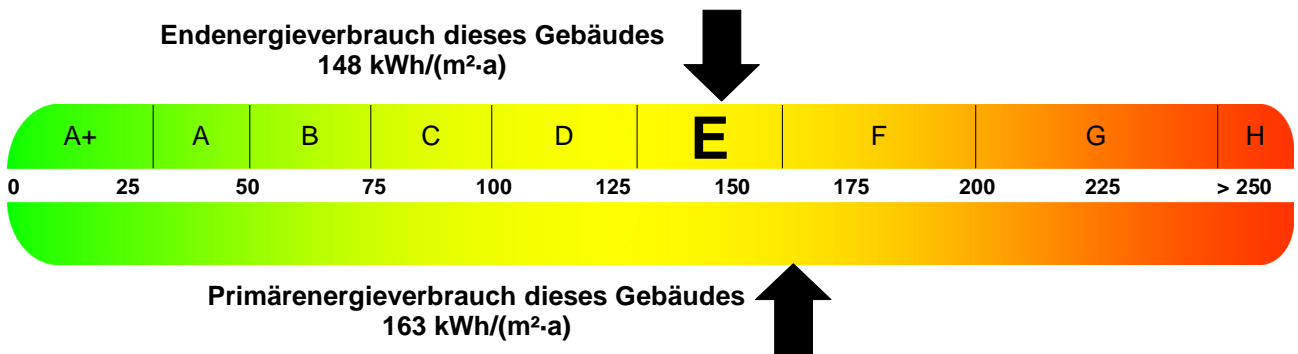 Endenergieverbrauch dieses Gebäudes
148 kWh/(m²·a)
A+ A B C D E F G H
0 25 50 75 100 125 150 175 200 225 > 250
Primärenergieverbrauch dieses Gebäudes
163 kWh/(m²·a)